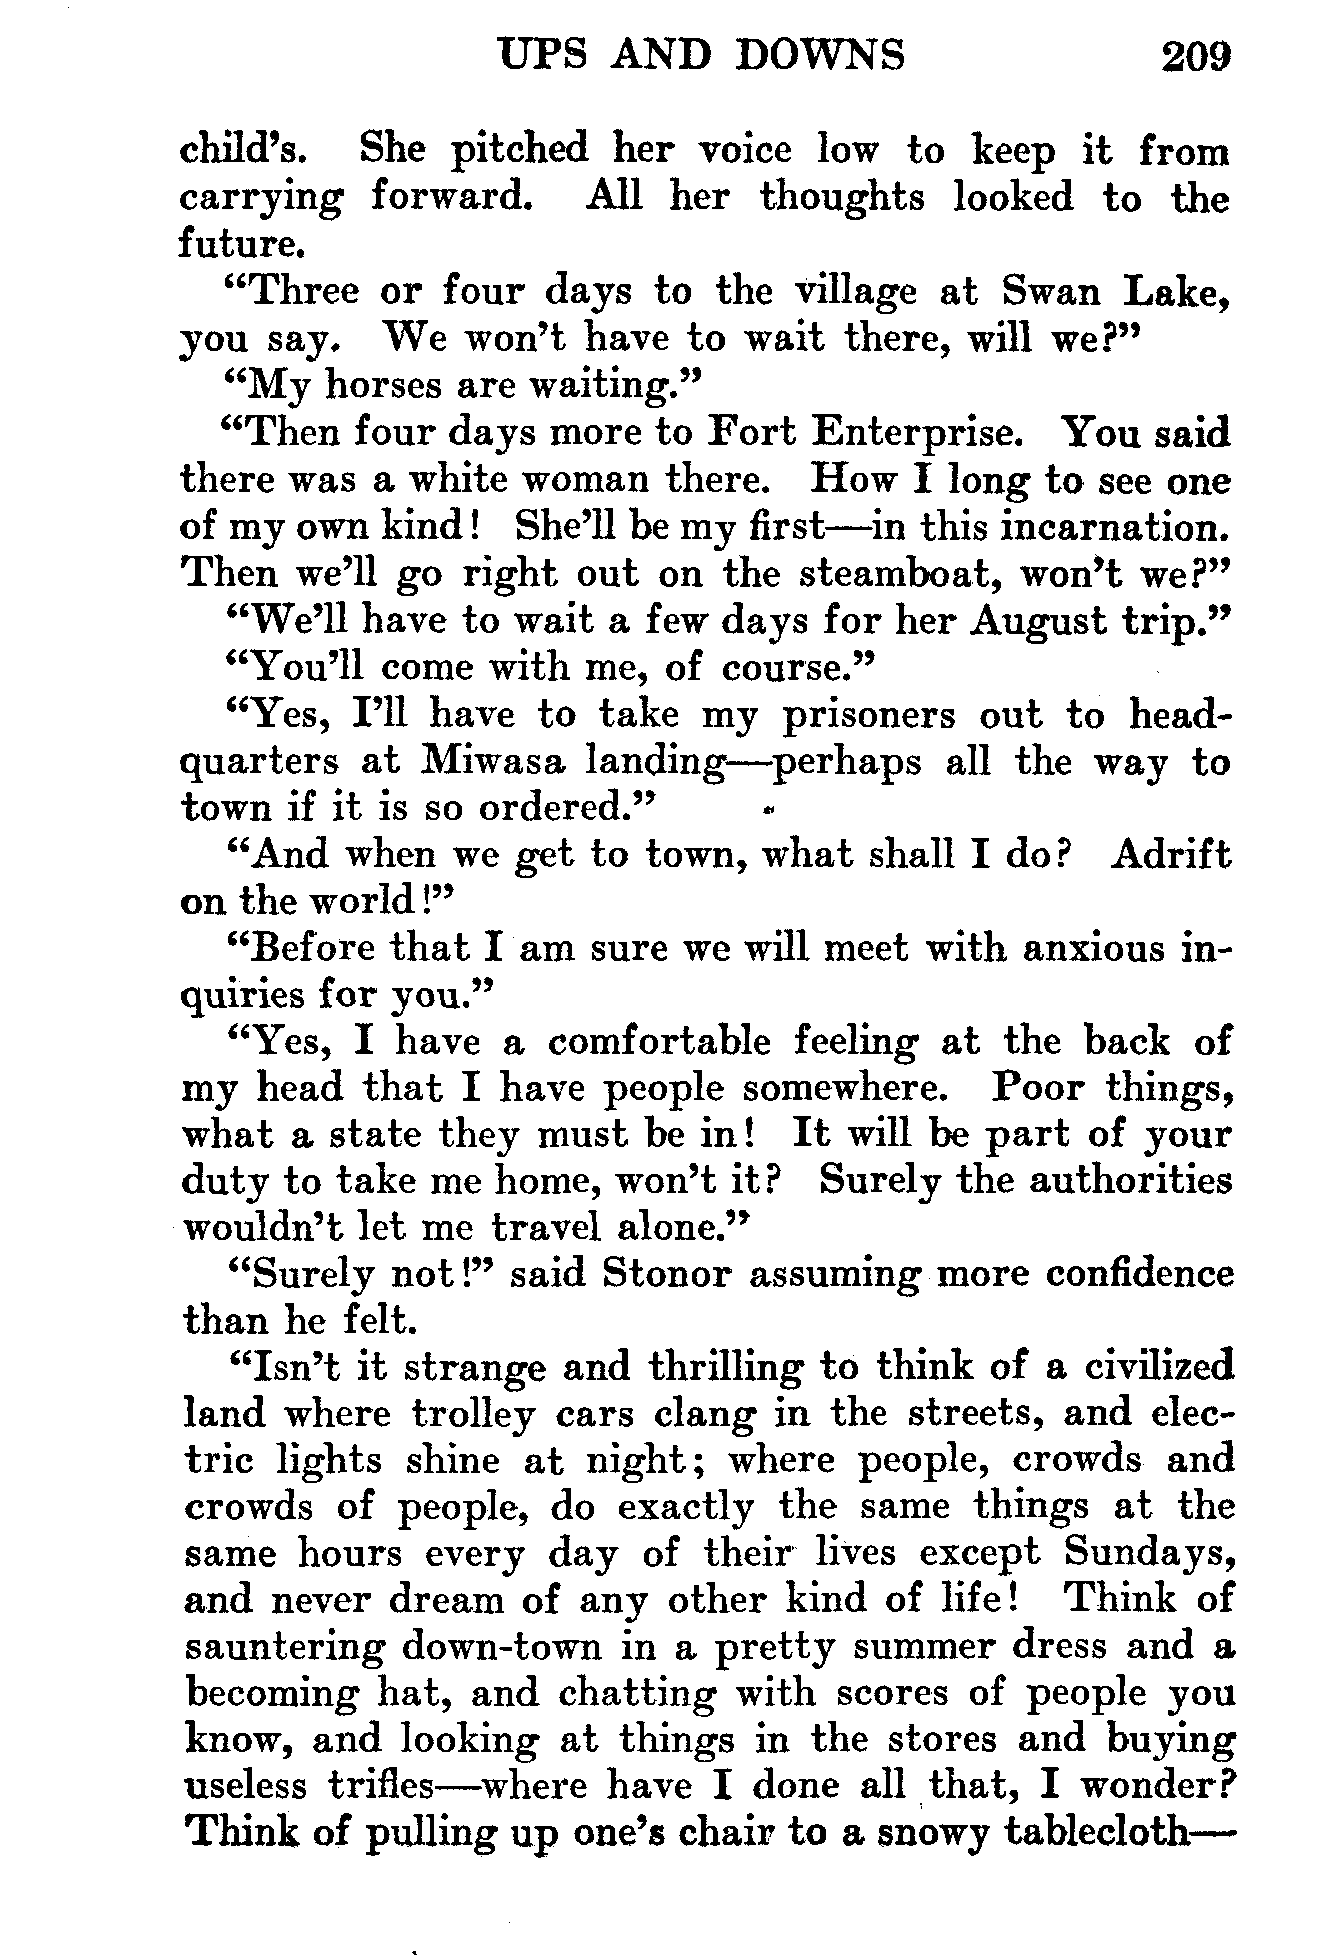 UPS AND DOWNS 209
child's. She pitched her voice low to keep it from
carrying forward. All her thoughts looked to the
future.
"Three or four days to the village at Swan Lake,
you say. We won't have to wait there, will we?"
"My horses are waiting."
"Then four days more to Fort Enterprise. You said
there was a white woman there. How I long to see one
of my own kind! She'll be my first—in this incarnation.
Then we'll go right out on the steamboat, won't we?"
"We'll have to wait a few days for her August trip."
"You'll come with me, of course."
"Yes, I'll have to take my prisoners out to head-
quarters at Miwasa landing—perhaps all the way to
town if it is so ordered."
"And when we get to town, what shall I do? Adrift
on the world!"
"Before that I am sure we will meet with anxious in-
quiries for you."
"Yes, I have a comfortable feeling at the back of
my head that I have people somewhere. Poor things,
what a state they must be in! It will be part of your
duty to take me home, won't it? Surely the authorities
wouldn't let me travel alone."
"Surely not!" said Stonor assuming more confidence
than he felt.
"Isn't it strange and thrilling to think of a civilized
land where trolley cars clang in the streets, and elec-
tric lights shine at night; where people, crowds and
crowds of people, do exactly the same things at the
same hours every day of their lives except Sundays,
and never dream of any other kind of life! Think of
sauntering down-town in a pretty summer dress and a
becoming hat, and chatting with scores of people you
know, and looking at things in the stores and buying
useless trifles—where have I done all that, I wonder?
Think of pulling up one's chair to a snowy tablecloth—